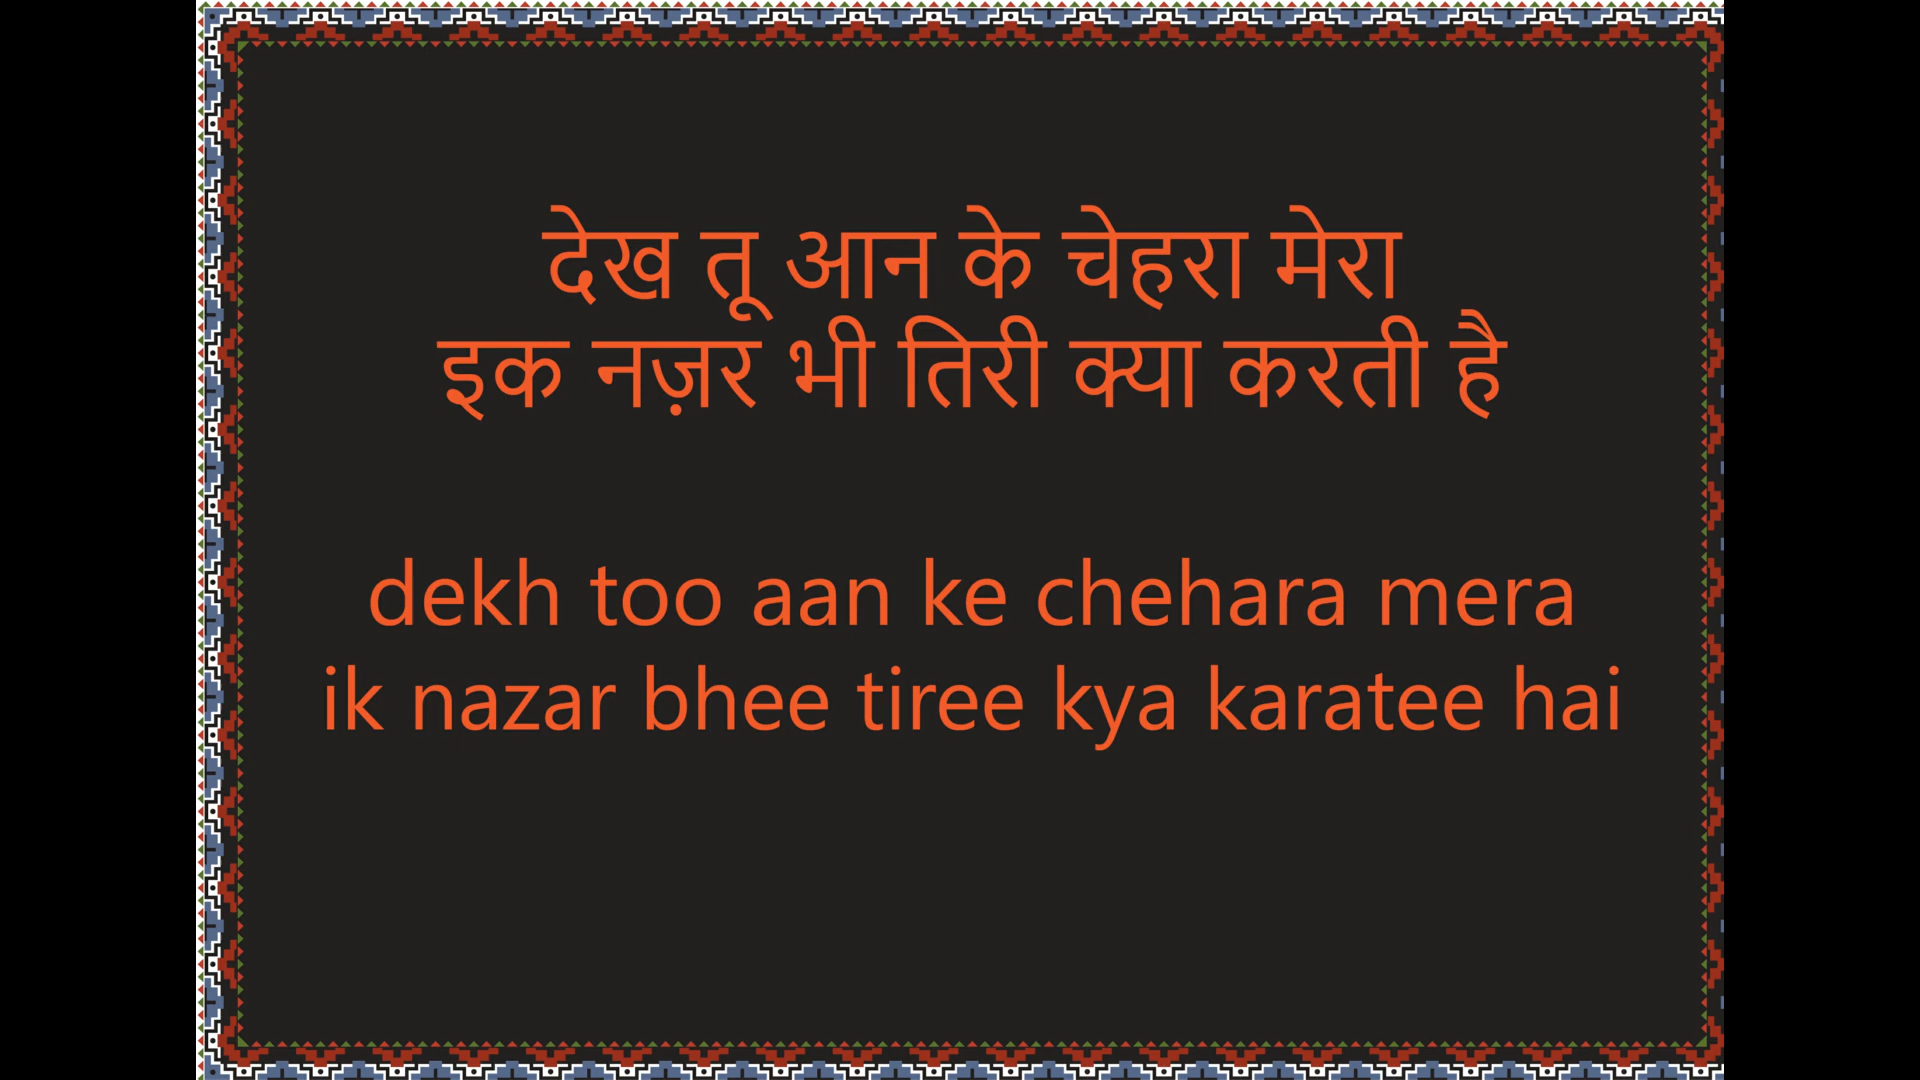 देख तू आन के चेहरा मेरा
इक नज़र भी तिरी क्या करती है
dekh too aan ke chehara mera
ik nazar bhee tiree kya karatee hai